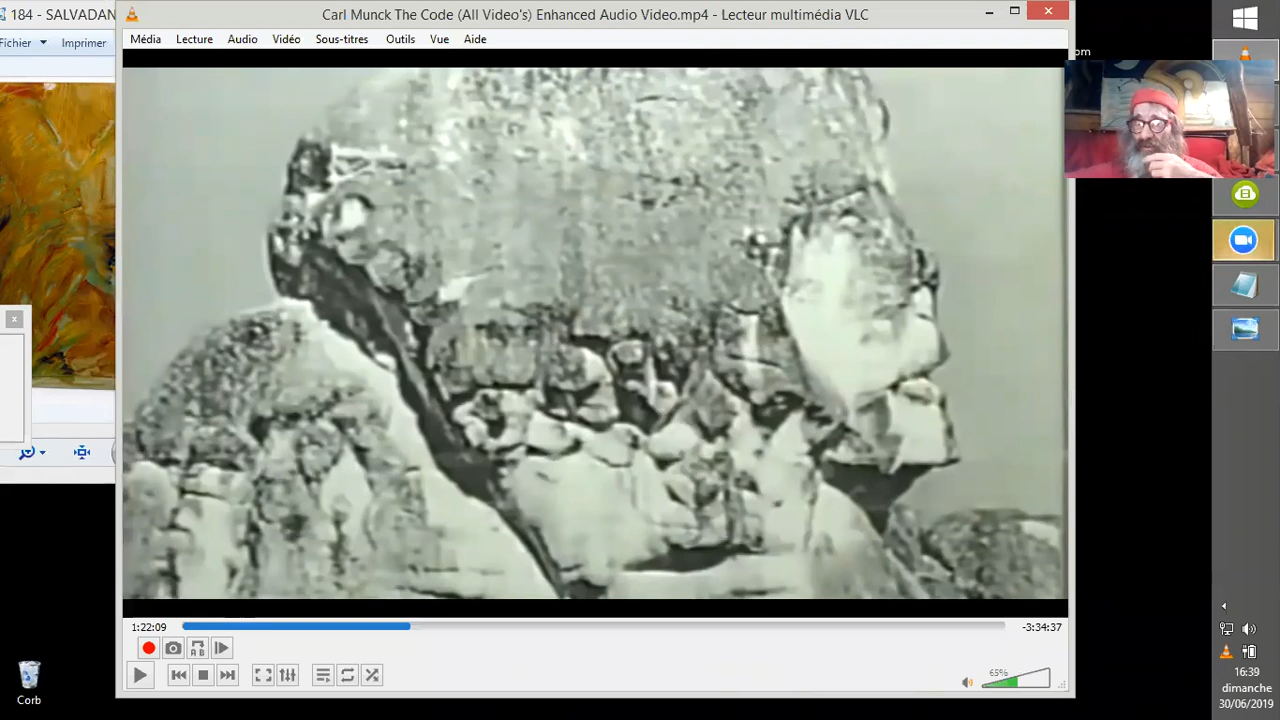 184 - SALVADAN
Fichier
Imprimer
Carl Munck The Code (All Video's) Enhanced Audio Video.mp4 - Lecteur multimédia VLC
Média Lecture Audio Vidéo Sous-titres Outils Vue Aide
om
1:22:09
-3:34:37
A B
65%
Corb
16:39
dimanche
30/06/2019